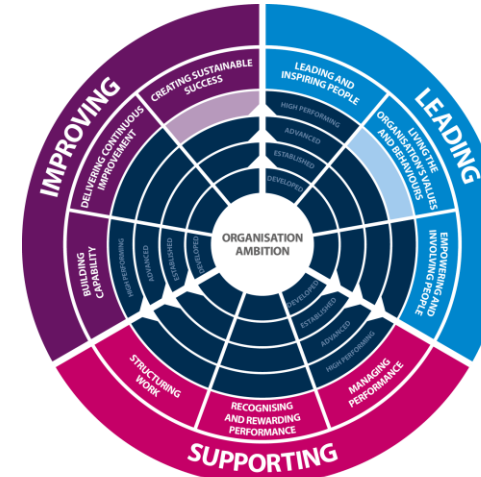 IMPROVING
LEADING
SUPPORTING
CREATING SUSTAINABLE
SUCCESS
DELIVERING CONTINUOUS
IMPROVEMENT
BUILDING
CAPABILITY
LEADING AND
INSPIRING PEOPLE
LIVING THE
ORGANISATION'S VALUES
AND BEHAVIOURS
EMPOWERING AND
INVOLVING PEOPLE
MANAGING
PERFORMANCE
RECOGNISING
AND REWARDING
PERFORMANCE
STRUCTURING
WORK
HIGH PERFORMING
ADVANCED
ESTABLISHED
DEVELOPED
ORGANISATION
AMBITION
HIGH PERFORMING
ADVANCED
ESTABLISHED
DEVELOPED
DEVELOPED
ESTABLISHED
ADVANCED
HIGH PERFORMING